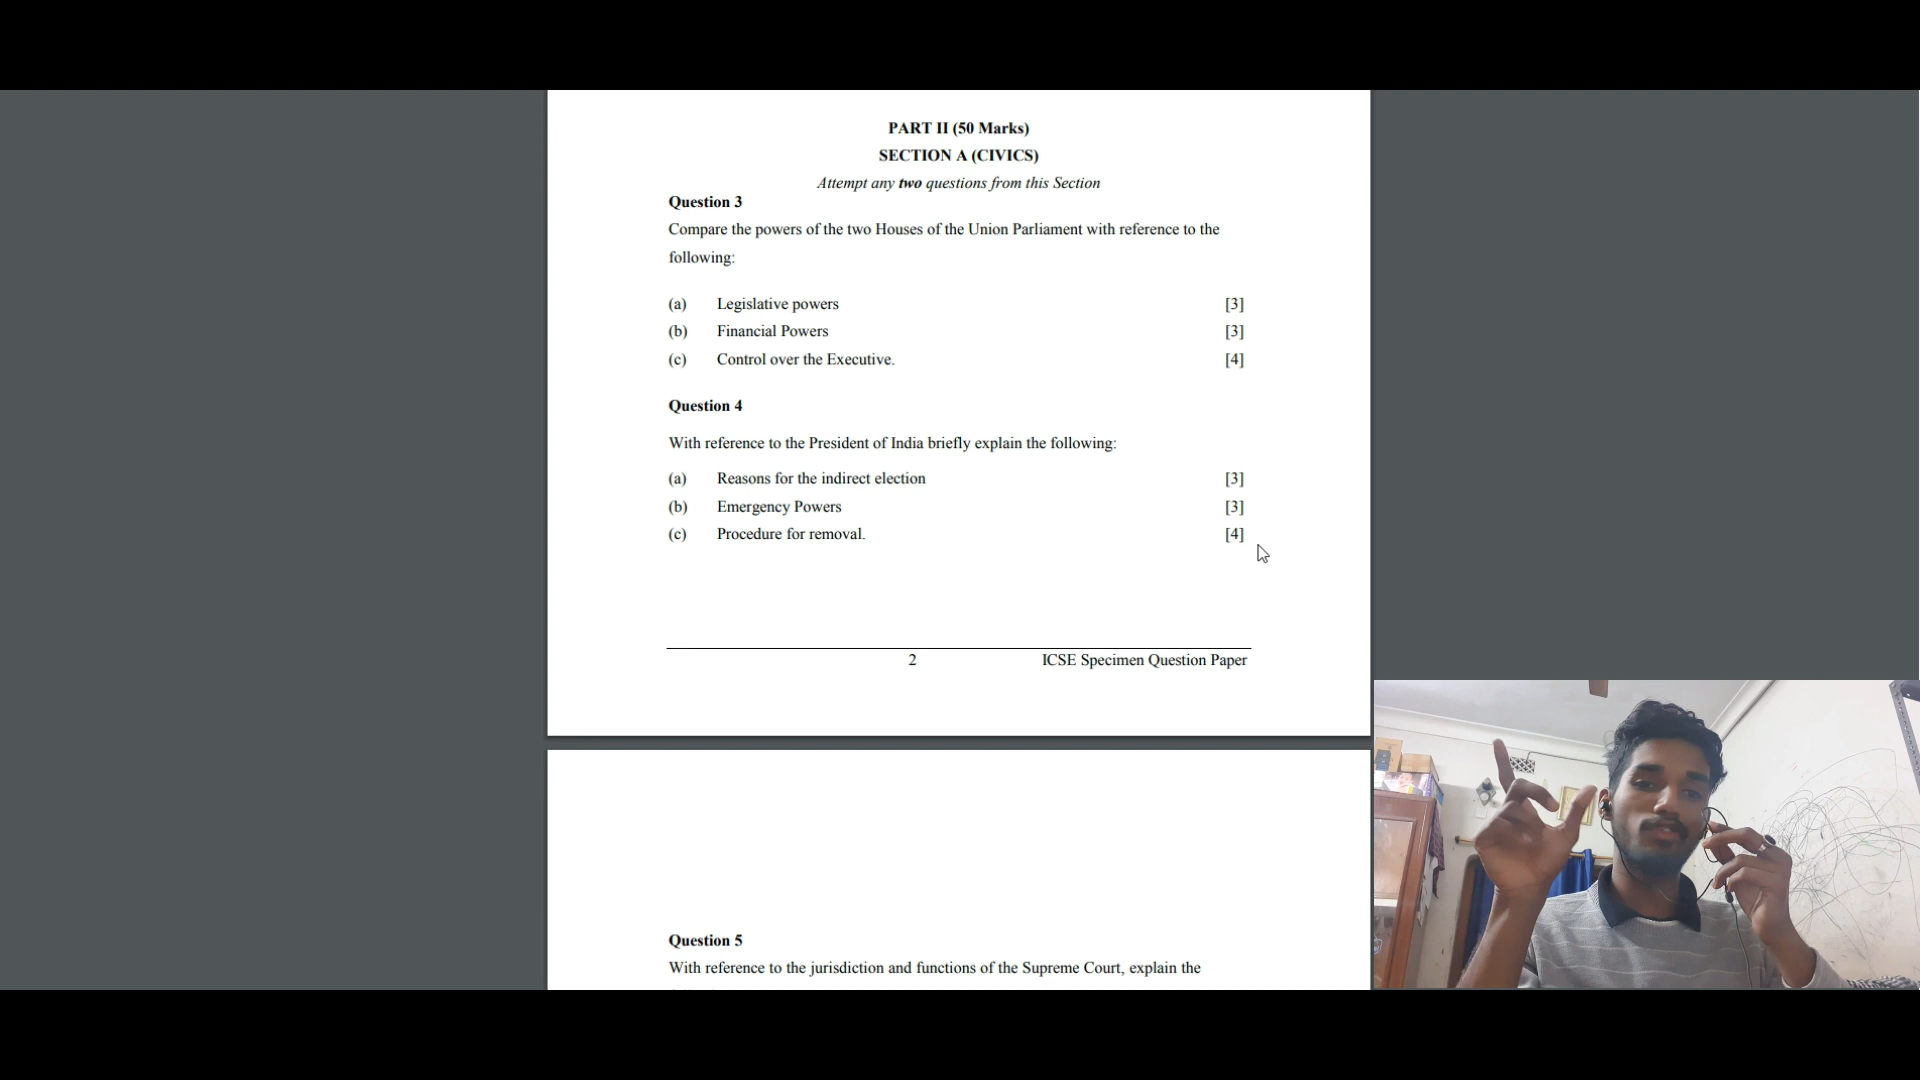 PART II (50 Marks)
SECTION A (CIVICS)
Attempt any two questions from this Section
Question 3
Compare the powers of the two Houses of the Union Parliament with reference to the
following:
(a) Legislative powers [3]
(b) Financial Powers [3]
(c) Control over the Executive. [4]
Question 4
With reference to the President of India briefly explain the following:
(a) Reasons for the indirect election [3]
(b) Emergency Powers [3]
(c) Procedure for removal. [4]
2 ICSE Specimen Question Paper
Question 5
With reference to the jurisdiction and functions of the Supreme Court, explain the